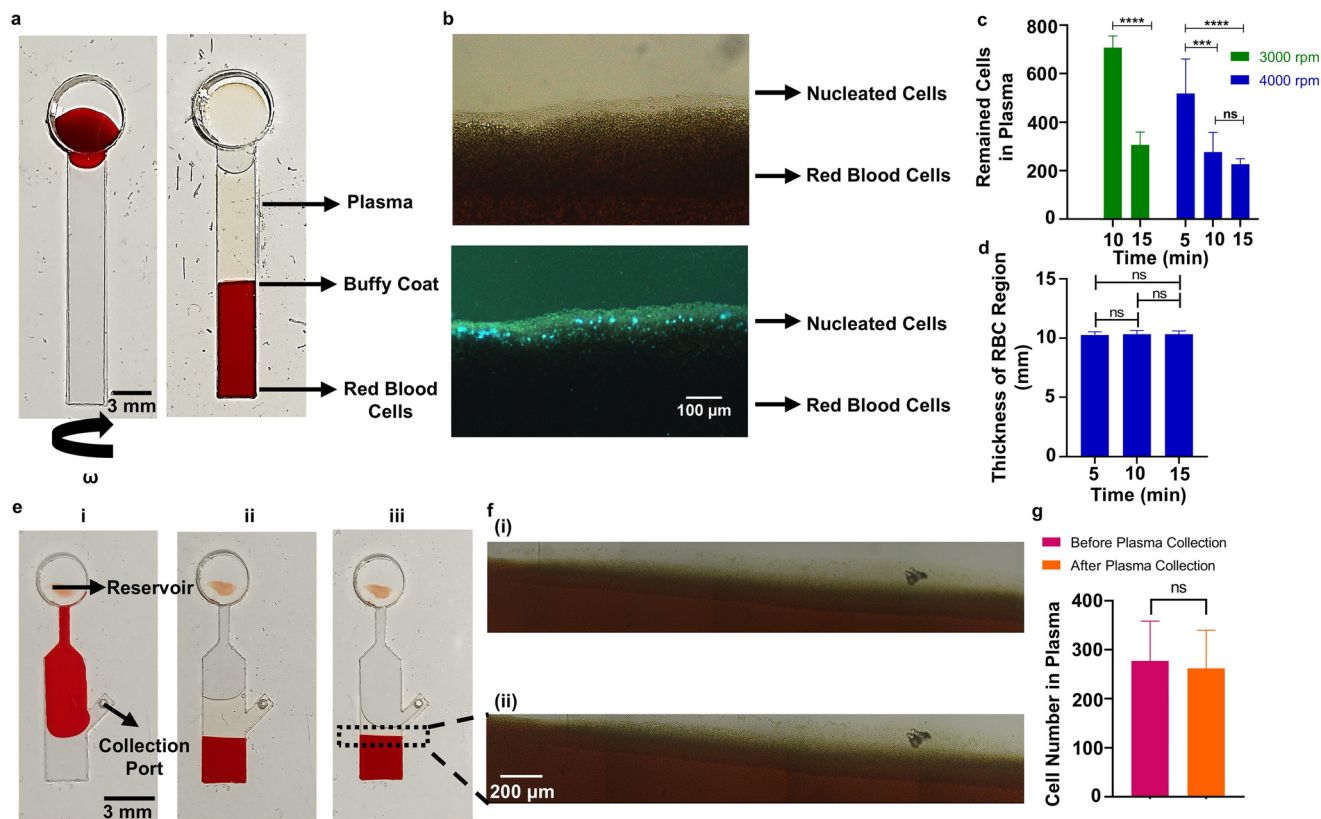 a
3 mm
ω
Plasma
Buffy Coat
Red Blood
Cells
b
Nucleated Cells
Red Blood Cells
Nucleated Cells
Red Blood Cells
100 µm
c
Remained Cells
in Plasma
800
600
400
200
0
****
****
***
ns
3000 rpm
4000 rpm
10
15
5
10
15
Time (min)
d
Thickness of RBC Region
(mm)
15
10
5
0
ns
ns
ns
5
10
15
Time (min)
e
i
ii
iii
Reservoir
Collection
Port
3 mm
f
(i)
(ii)
200 µm
g
Before Plasma Collection
After Plasma Collection
Cell Number in Plasma
400
300
200
100
0
ns